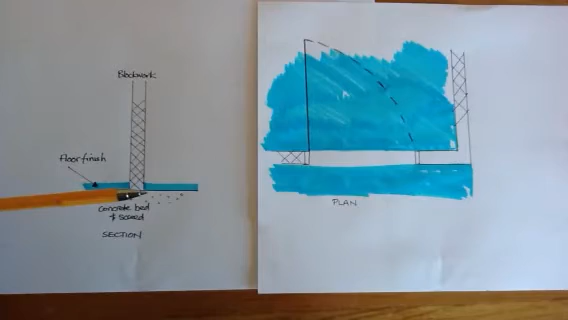 Blockwork
Floor finish
concrete bed
& screed
SECTION
PLAN